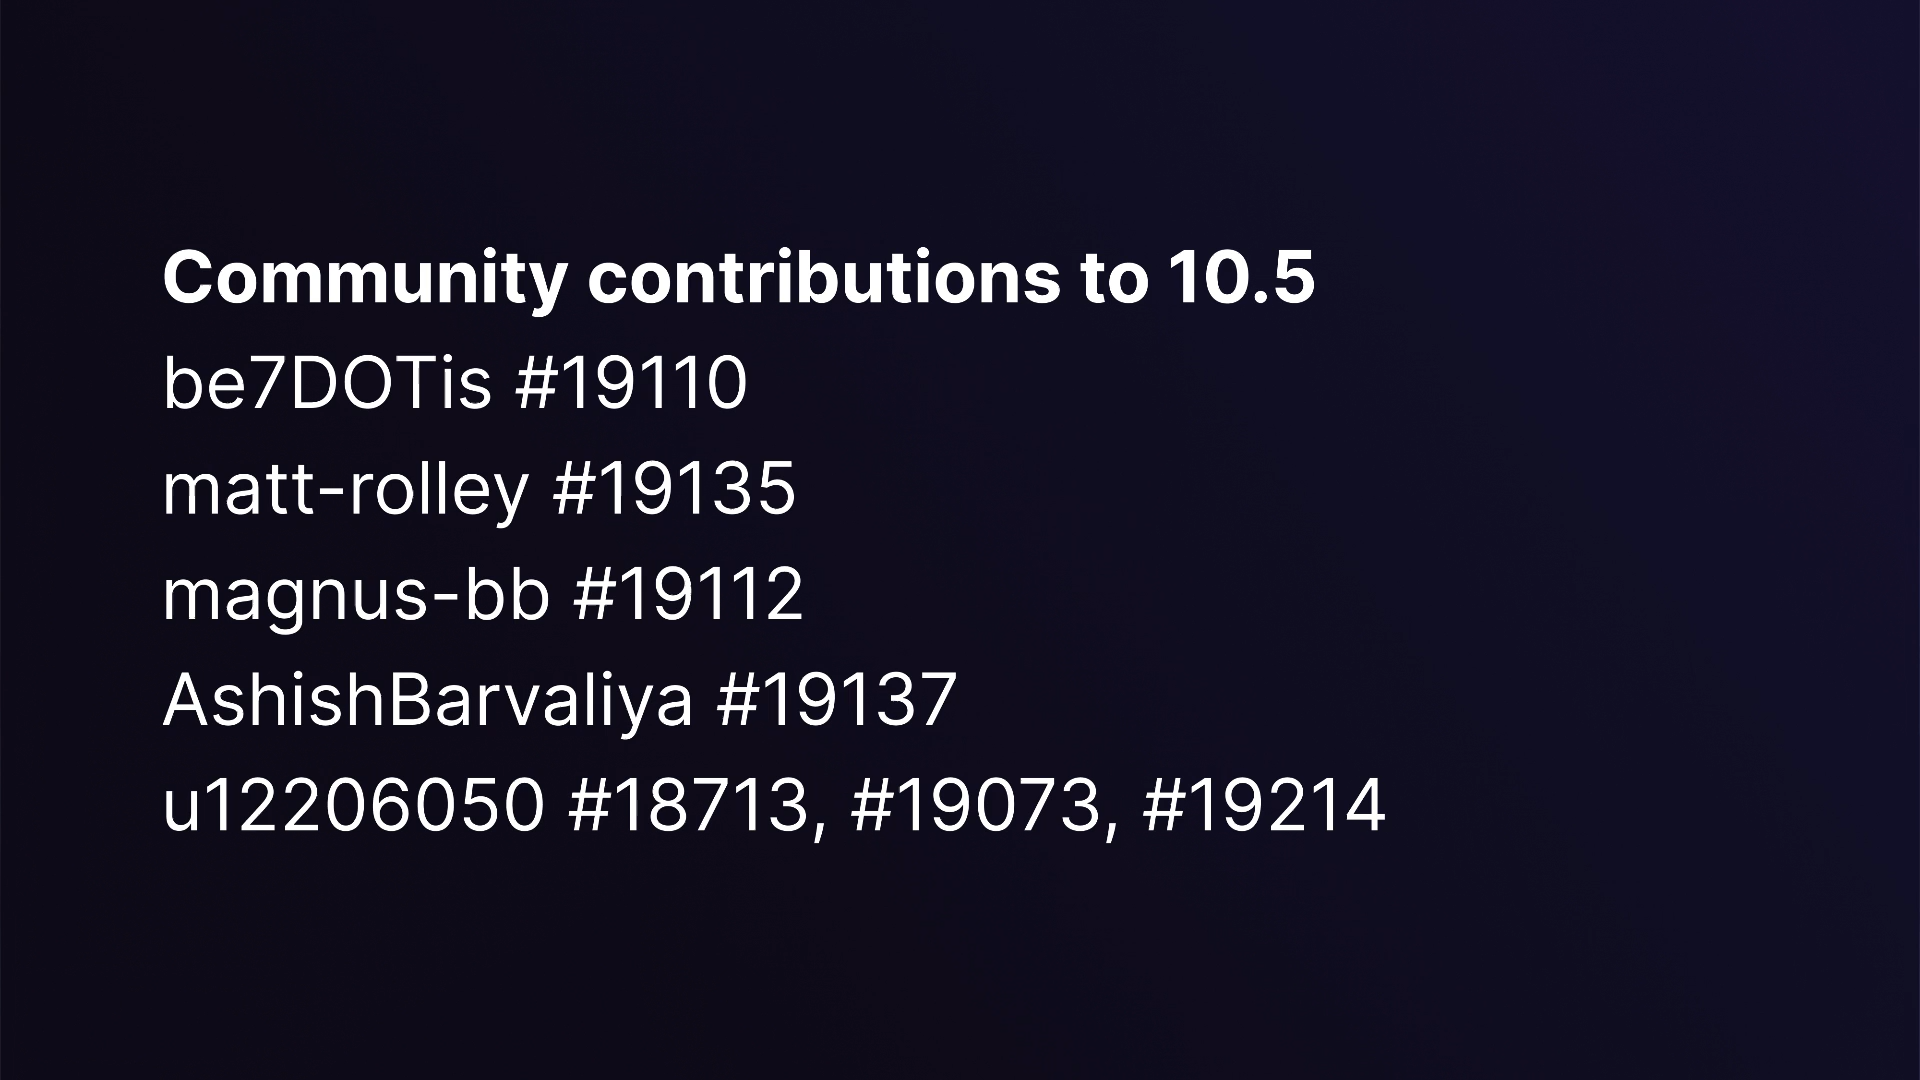 Community contributions to 10.5
be7DOTis #19110
matt-rolley #19135
magnus-bb #19112
AshishBarvaliya #19137
u12206050 #18713, #19073, #19214